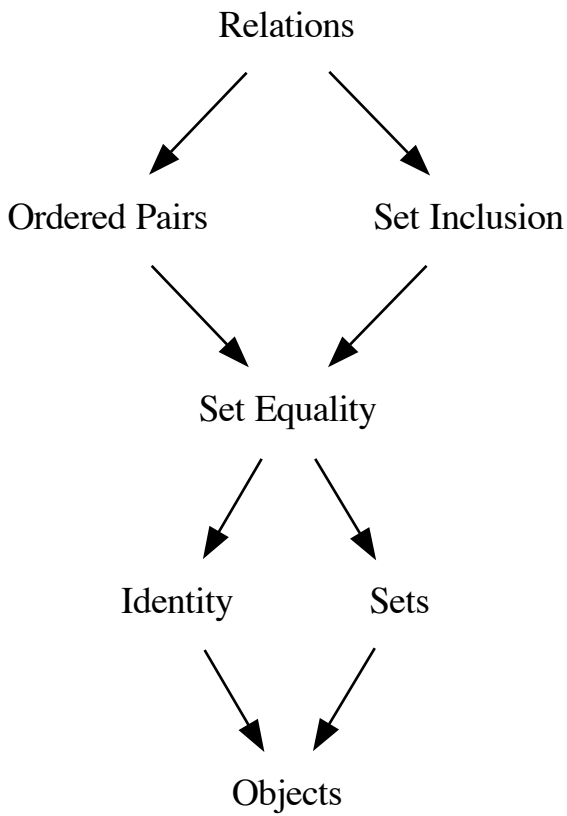 Relations
Ordered Pairs
Set Inclusion
Set Equality
Identity
Sets
Objects